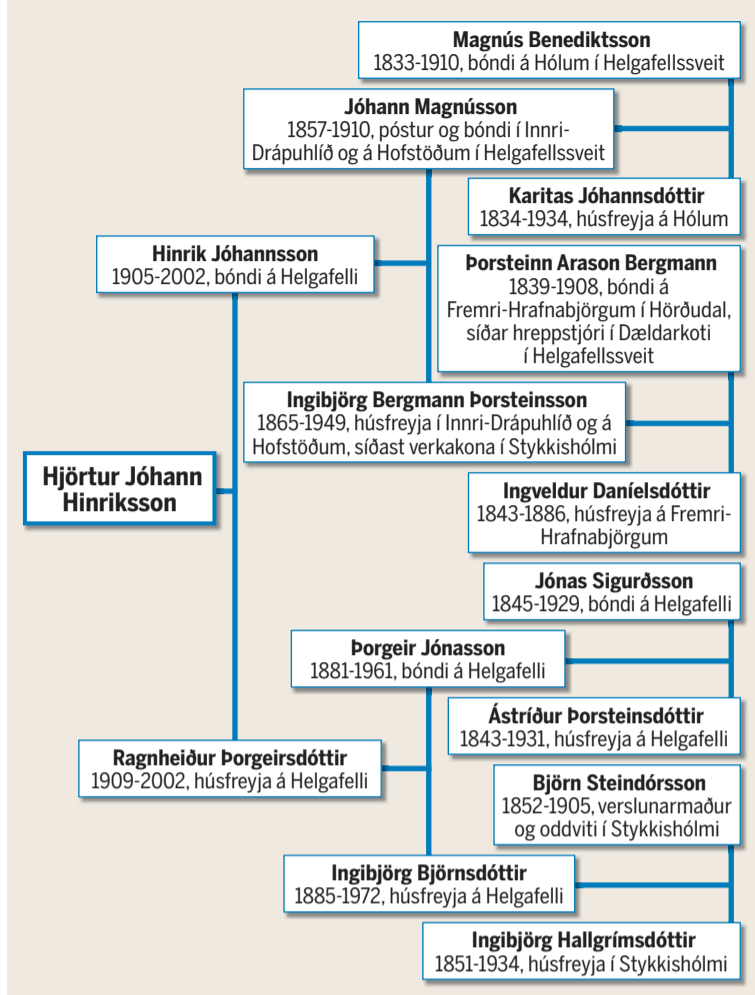 Magnús Benediktsson
1833-1910, bóndi á Hólum í Helgafellssveit
Jóhann Magnússon
1857-1910, póstur og bóndi í Innri-
Drápuhlíð og á Hofstöðum í Helgafellssveit
Karitas Jóhannsdóttir
1834-1934, húsfreyja á Hólum
Hinrik Jóhannsson
1905-2002, bóndi á Helgafelli
Þorsteinn Arason Bergmann
1839-1908, bóndi á
Fremri-Hrafnabjörgum í Hörðudal,
síðar hreppstjóri í Dældarkoti
í Helgafellssveit
Ingibjörg Bergmann Þorsteinsson
1865-1949, húsfreyja í Innri-Drápuhlíð og á
Hofstöðum, síðast verkakona í Stykkishólmi
Hjörtur Jóhann
Hinriksson
Ingveldur Daníelsdóttir
1843-1886, húsfreyja á Fremri-
Hrafnabjörgum
Jónas Sigurðsson
1845-1929, bóndi á Helgafelli
Þorgeir Jónasson
1881-1961, bóndi á Helgafelli
Ástríður Þorsteinsdóttir
1843-1931, húsfreyja á Helgafelli
Ragnheiður Þorgeirsdóttir
1909-2002, húsfreyja á Helgafelli
Björn Steindórsson
1852-1905, verslunarmaður
og oddviti í Stykkishólmi
Ingibjörg Björnsdóttir
1885-1972, húsfreyja á Helgafelli
Ingibjörg Hallgrímsdóttir
1851-1934, húsfreyja í Stykkishólmi